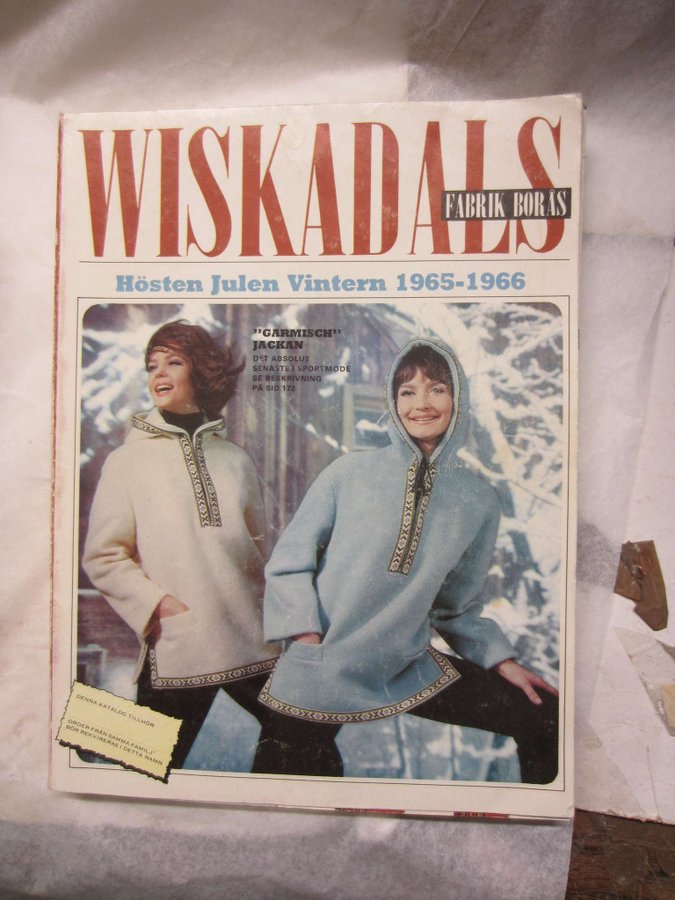 WISKADALS
FABRIK BORÅS
Hösten Julen Vintern 1965-1966
”GARMISCH”
JACKAN
DET ABSOLUT
SENASTE I SPORTMODE
SE BESKRIVNING
PÅ SID 172
DENNA KATALOG TILLHÖR
ORDER FRÅN SAMMA FAMILJ
BÖR REKVIRERAS I DETTA NAMN